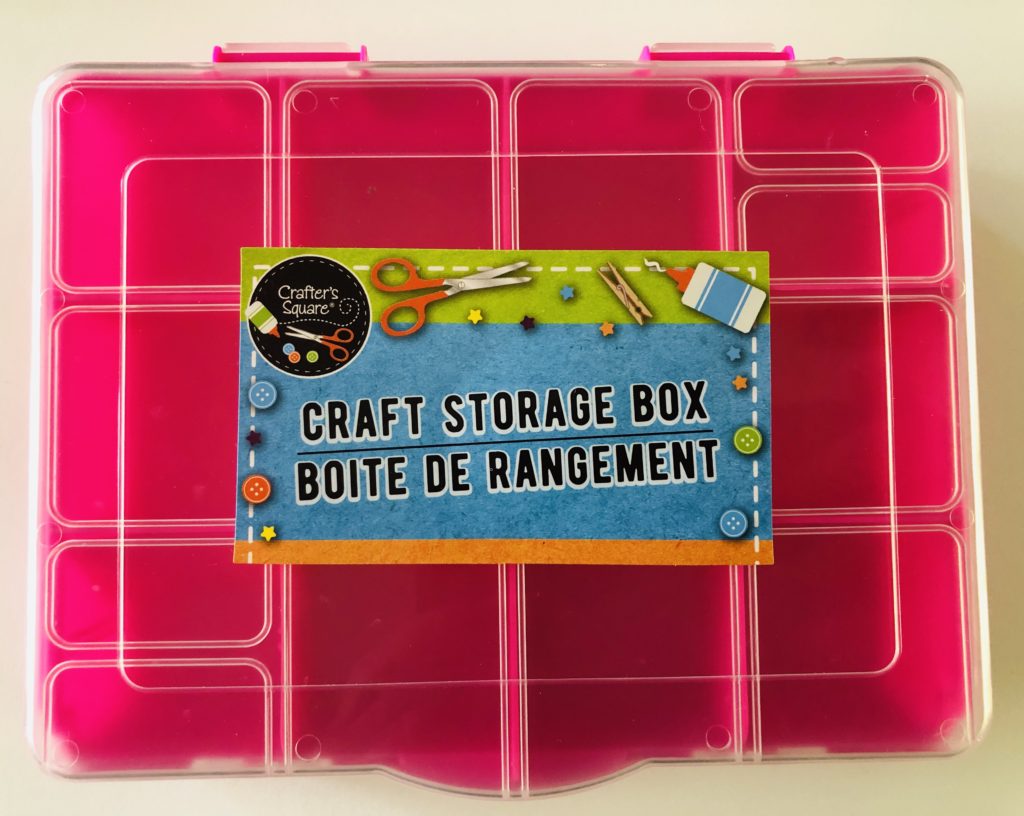 Crafter's
Square®
CRAFT STORAGE BOX
BOITE DE RANGEMENT